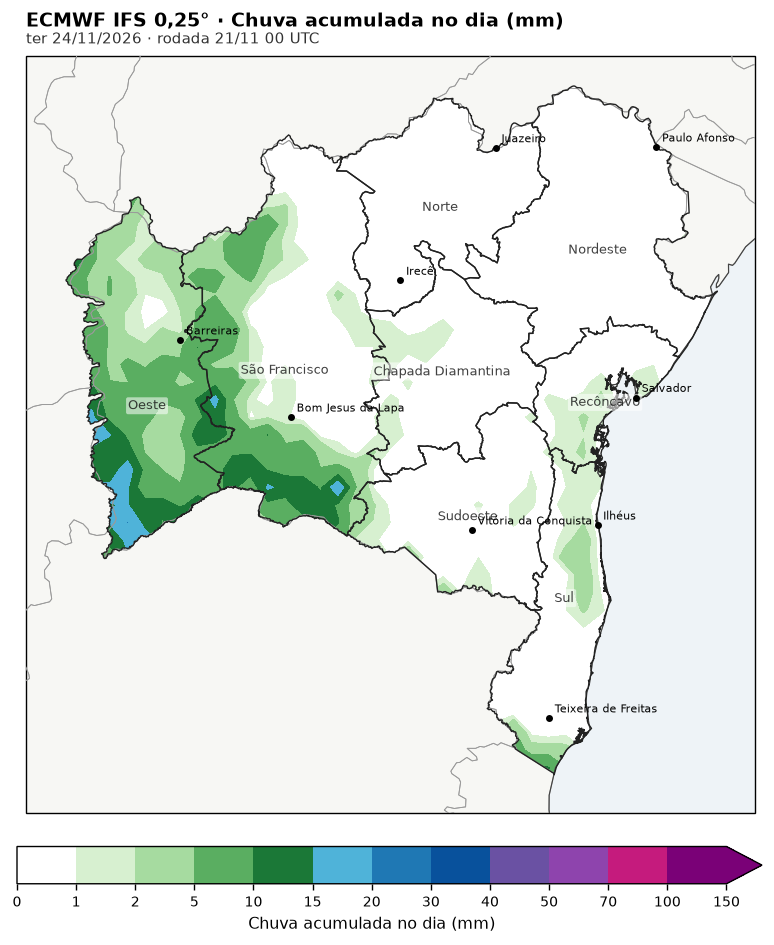 ECMWF IFS 0,25° · Chuva acumulada no dia (mm)
ter 24/11/2026 · rodada 21/11 00 UTC
Juazeiro
Paulo Afonso
Norte
Nordeste
Irecê
Barreiras
São Francisco
Chapada Diamantina
Salvador
Recôncavo
Oeste
Bom Jesus da Lapa
Sudoeste
Vitória da Conquista
Ilhéus
Sul
Teixeira de Freitas
0 1 2 5 10 15 20 30 40 50 70 100 150
Chuva acumulada no dia (mm)